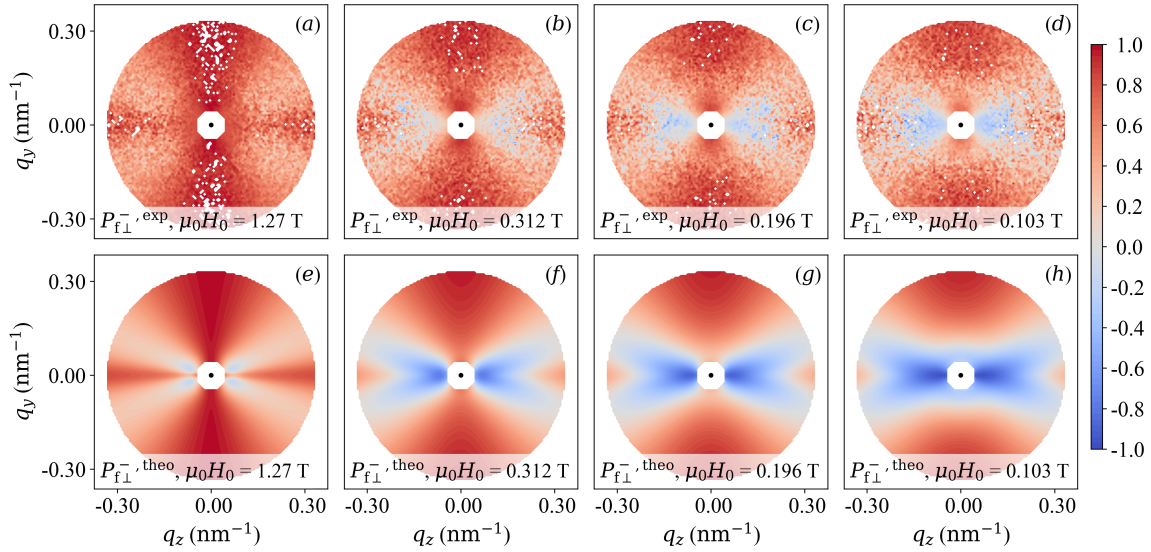 (a) (b) (c) (d)
0.30
0.00
-0.30
q_y (nm⁻¹)
P_f⊥^−,exp, μ₀H₀ = 1.27 T
P_f⊥^−,exp, μ₀H₀ = 0.312 T
P_f⊥^−,exp, μ₀H₀ = 0.196 T
P_f⊥^−,exp, μ₀H₀ = 0.103 T
(e) (f) (g) (h)
0.30
0.00
-0.30
q_y (nm⁻¹)
P_f⊥^−,theo, μ₀H₀ = 1.27 T
P_f⊥^−,theo, μ₀H₀ = 0.312 T
P_f⊥^−,theo, μ₀H₀ = 0.196 T
P_f⊥^−,theo, μ₀H₀ = 0.103 T
-0.30 0.00 0.30 -0.30 0.00 0.30 -0.30 0.00 0.30 -0.30 0.00 0.30
q_z (nm⁻¹) q_z (nm⁻¹) q_z (nm⁻¹) q_z (nm⁻¹)
1.0
0.8
0.6
0.4
0.2
0.0
-0.2
-0.4
-0.6
-0.8
-1.0